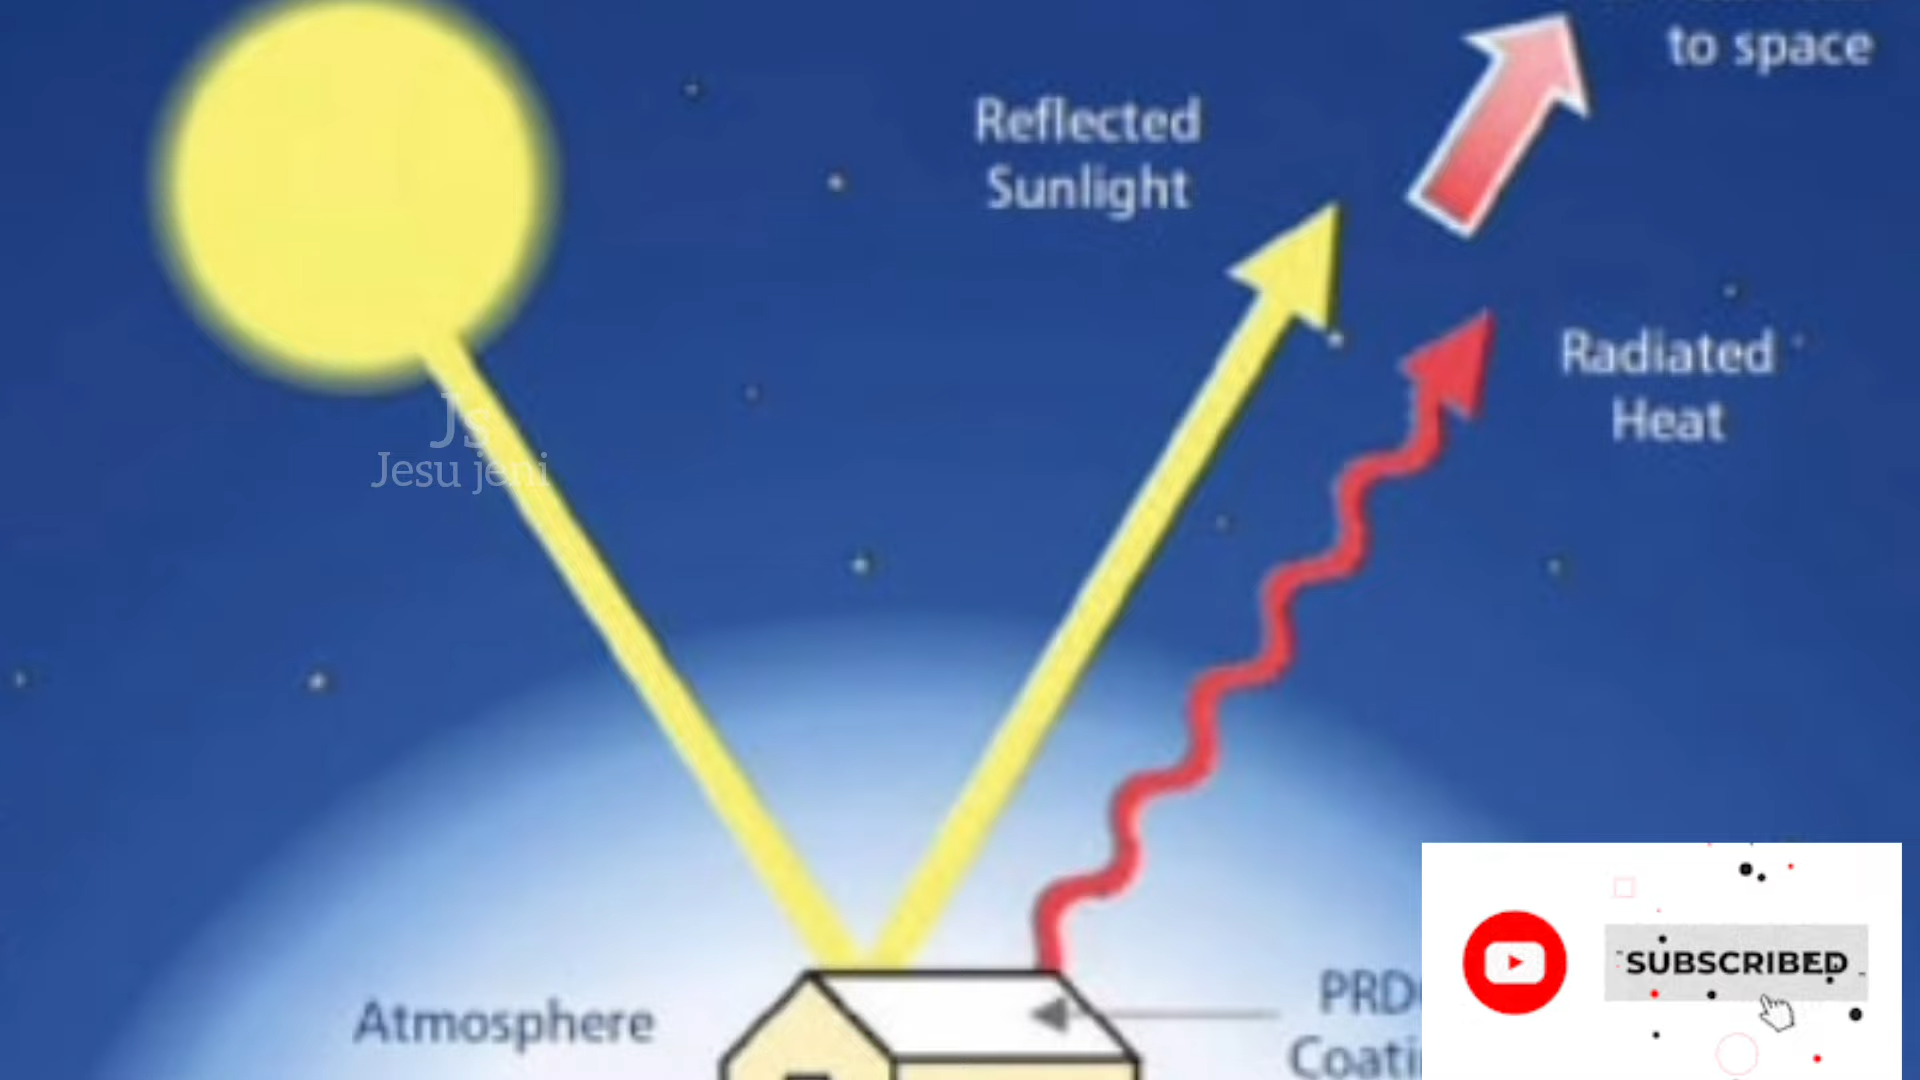 to space
Reflected
Sunlight
Radiated
Heat
Js
Jesu jeni
Atmosphere
SUBSCRIBED